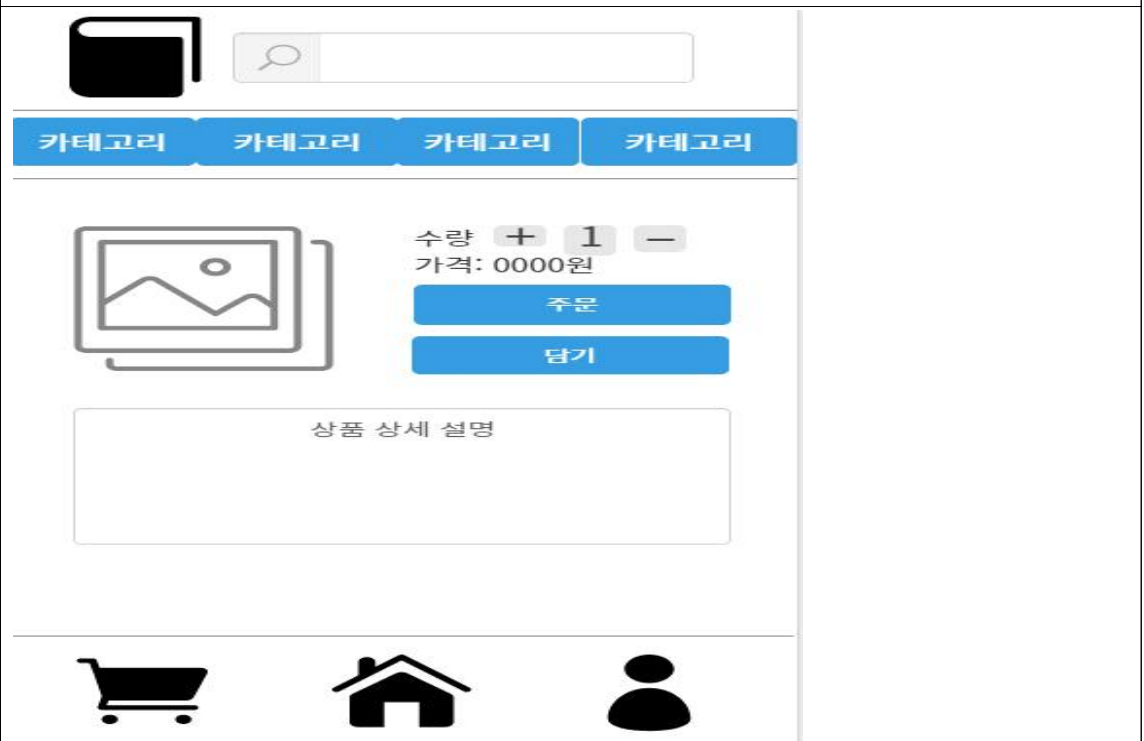 카테고리 카테고리 카테고리 카테고리
수량 + 1 −
가격: 0000원
주문
담기
상품 상세 설명